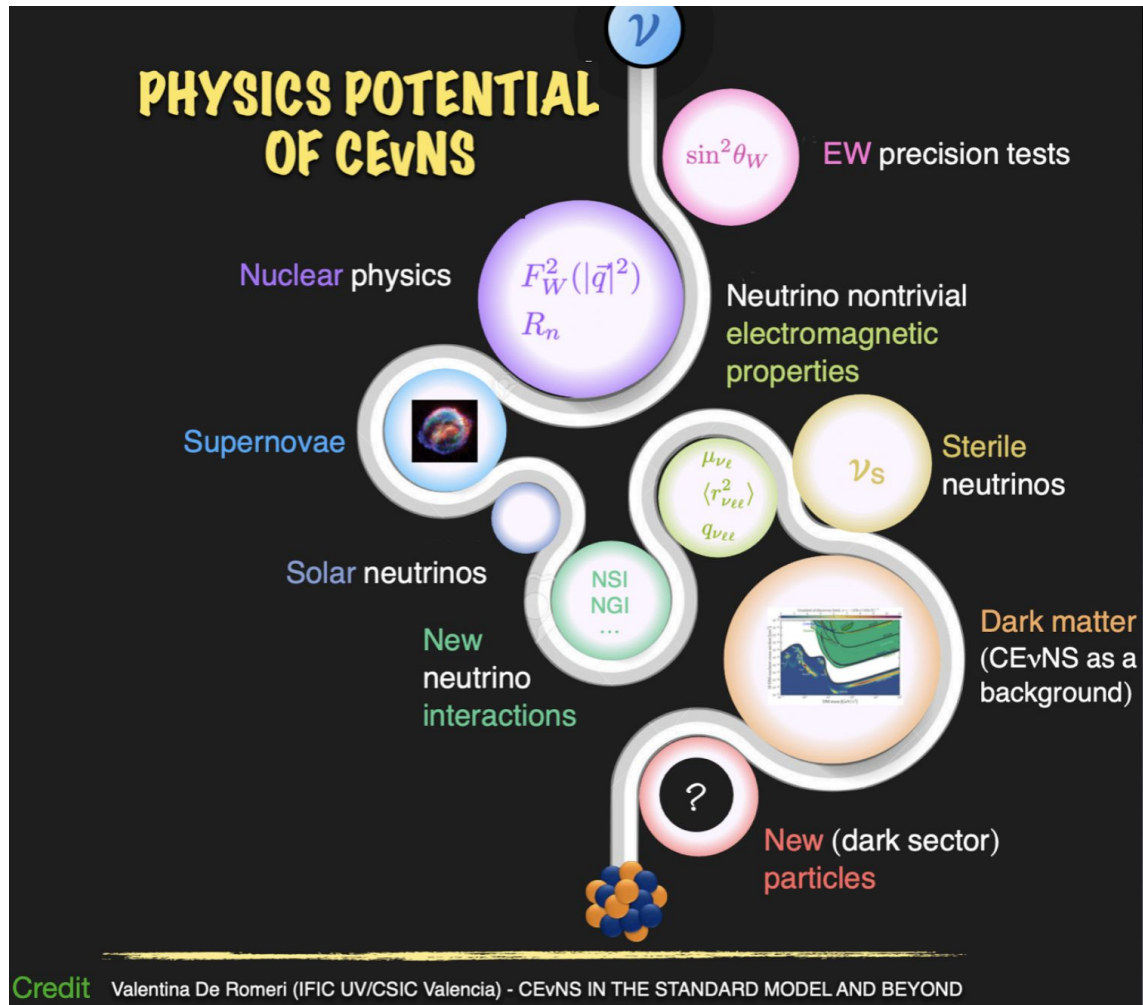 ν
PHYSICS POTENTIAL
OF CEνNS
sin²θ_W
EW precision tests
Nuclear physics
F²_W(|q⃗|²)
R_n
Neutrino nontrivial
electromagnetic
properties
Supernovae
μ_νℓ
⟨r²_νℓℓ⟩
q_νℓℓ
ν_S
Sterile
neutrinos
Solar neutrinos
NSI
NGI
...
New
neutrino
interactions
Dark matter
(CEνNS as a
background)
?
New (dark sector)
particles
Credit Valentina De Romeri (IFIC UV/CSIC Valencia) - CEvNS IN THE STANDARD MODEL AND BEYOND